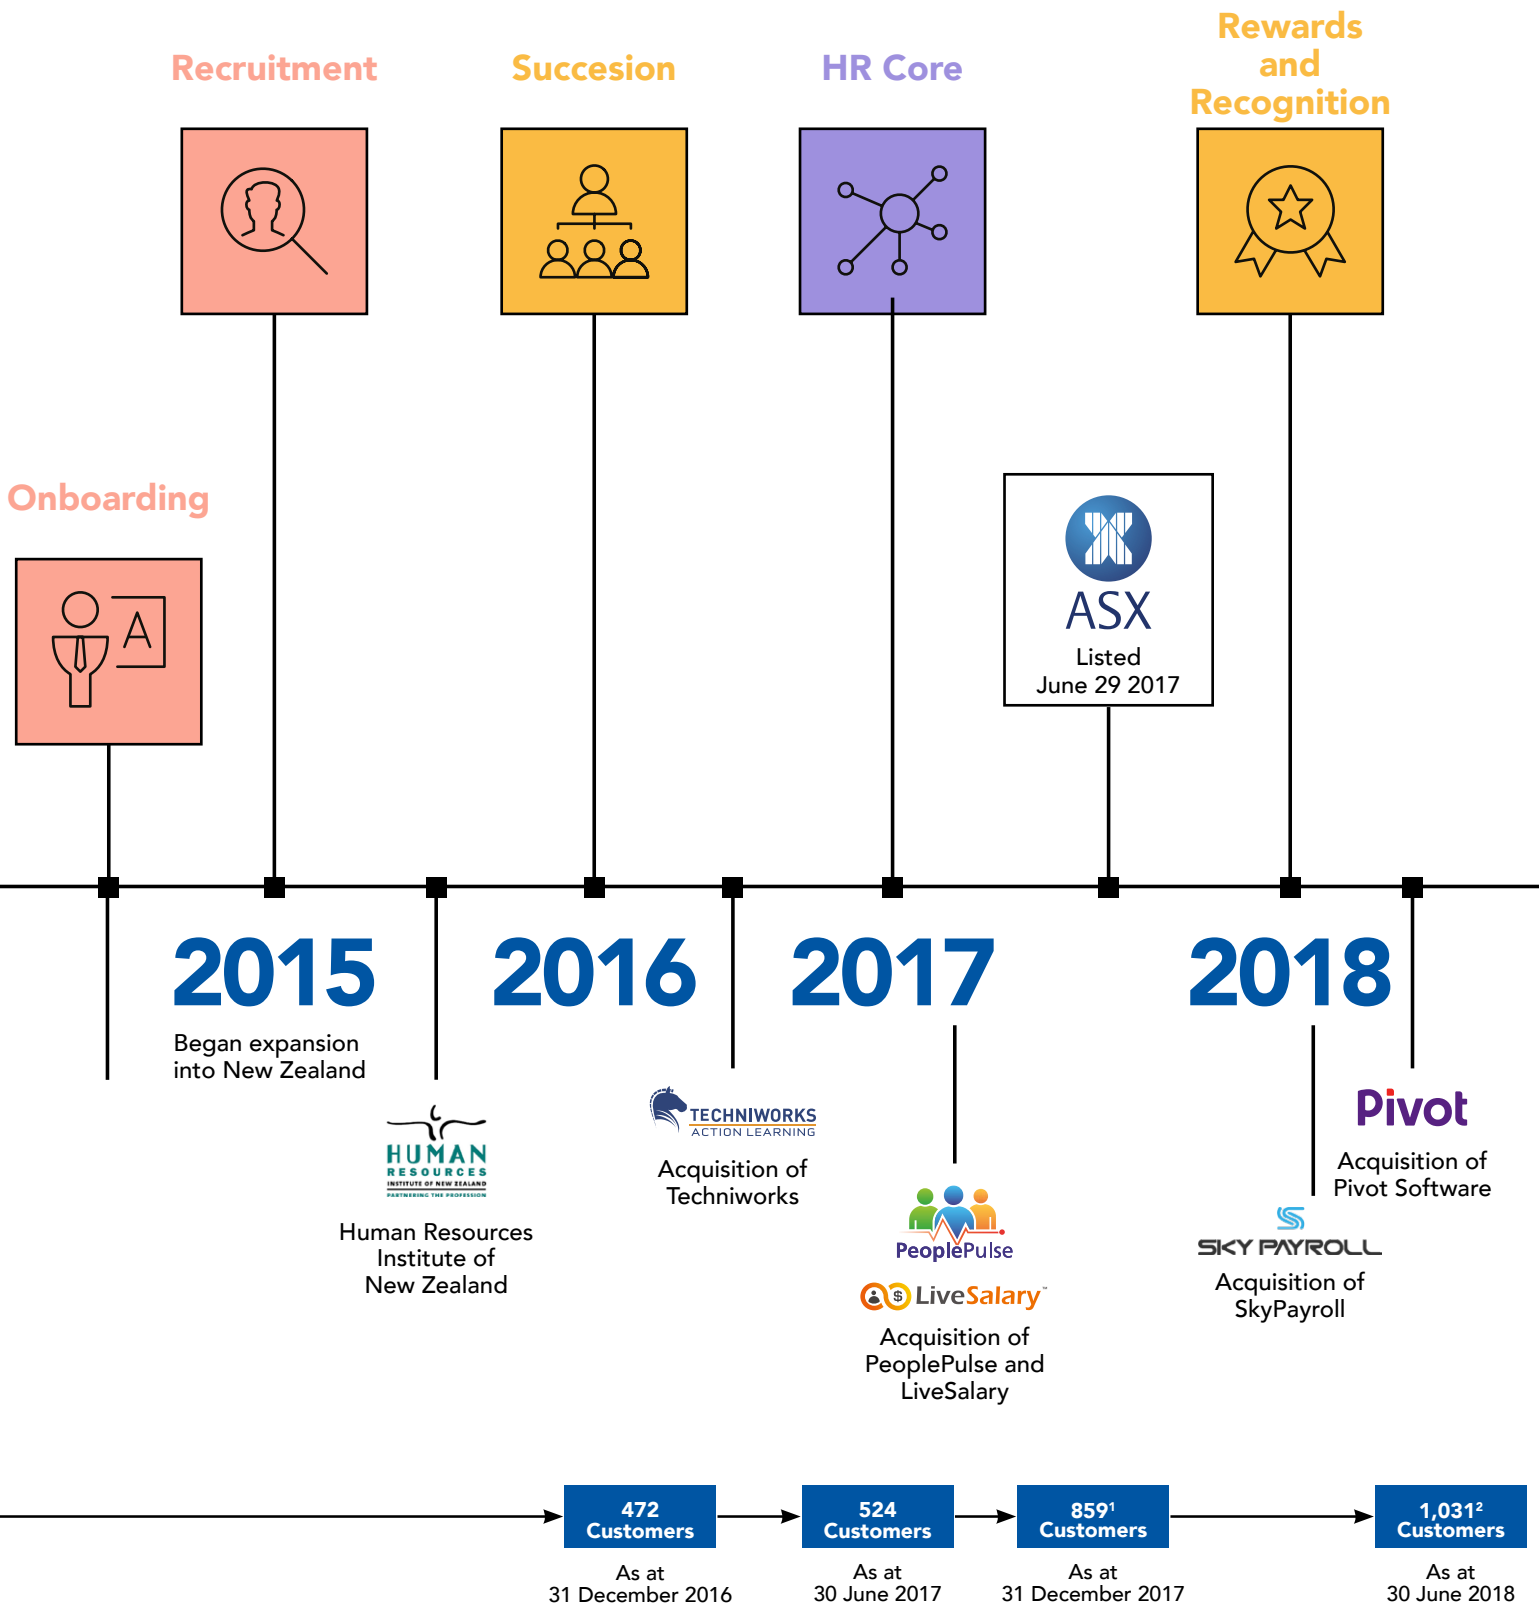 Recruitment
Succesion
HR Core
Rewards
and
Recognition
Onboarding
A
ASX
Listed
June 29 2017
2015
Began expansion
into New Zealand
2016
2017
2018
HUMAN
RESOURCES
INSTITUTE OF NEW ZEALAND
PARTNERING THE PROFESSION
Human Resources
Institute of
New Zealand
TECHNIWORKS
ACTION LEARNING
Acquisition of
Techniworks
PeoplePulse
$ LiveSalary™
Acquisition of
PeoplePulse and
LiveSalary
Pivot
Acquisition of
Pivot Software
SKY PAYROLL
Acquisition of
SkyPayroll
472
Customers
As at
31 December 2016
524
Customers
As at
30 June 2017
859¹
Customers
As at
31 December 2017
1,031²
Customers
As at
30 June 2018